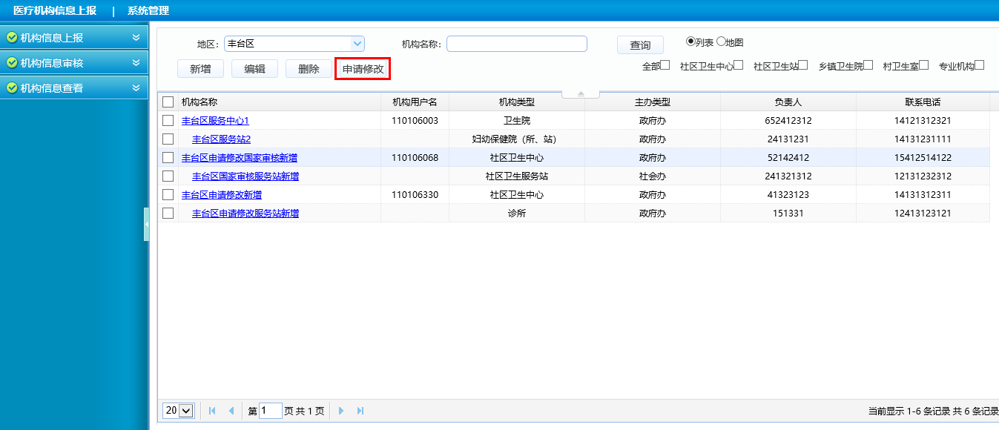 医疗机构信息上报 | 系统管理
机构信息上报
机构信息审核
机构信息查看
地区： 丰台区 机构名称： 查询 列表 地图
新增 编辑 删除 申请修改 全部 社区卫生中心 社区卫生站 乡镇卫生院 村卫生室 专业机构
机构名称 机构用户名 机构类型 主办类型 负责人 联系电话
丰台区服务中心1 110106003 卫生院 政府办 652412312 14121312321
丰台区服务站2 妇幼保健院（所、站） 政府办 24131231 14131231111
丰台区申请修改国家审核新增 110106068 社区卫生中心 政府办 52142412 15412514122
丰台区国家审核服务站新增 社区卫生服务站 社会办 241321312 12131232312
丰台区申请修改新增 110106330 社区卫生中心 政府办 41323123 14131312311
丰台区申请修改服务站新增 诊所 政府办 151331 12413123121
20 第 1 页 共 1 页 当前显示 1-6 条记录 共 6 条记录